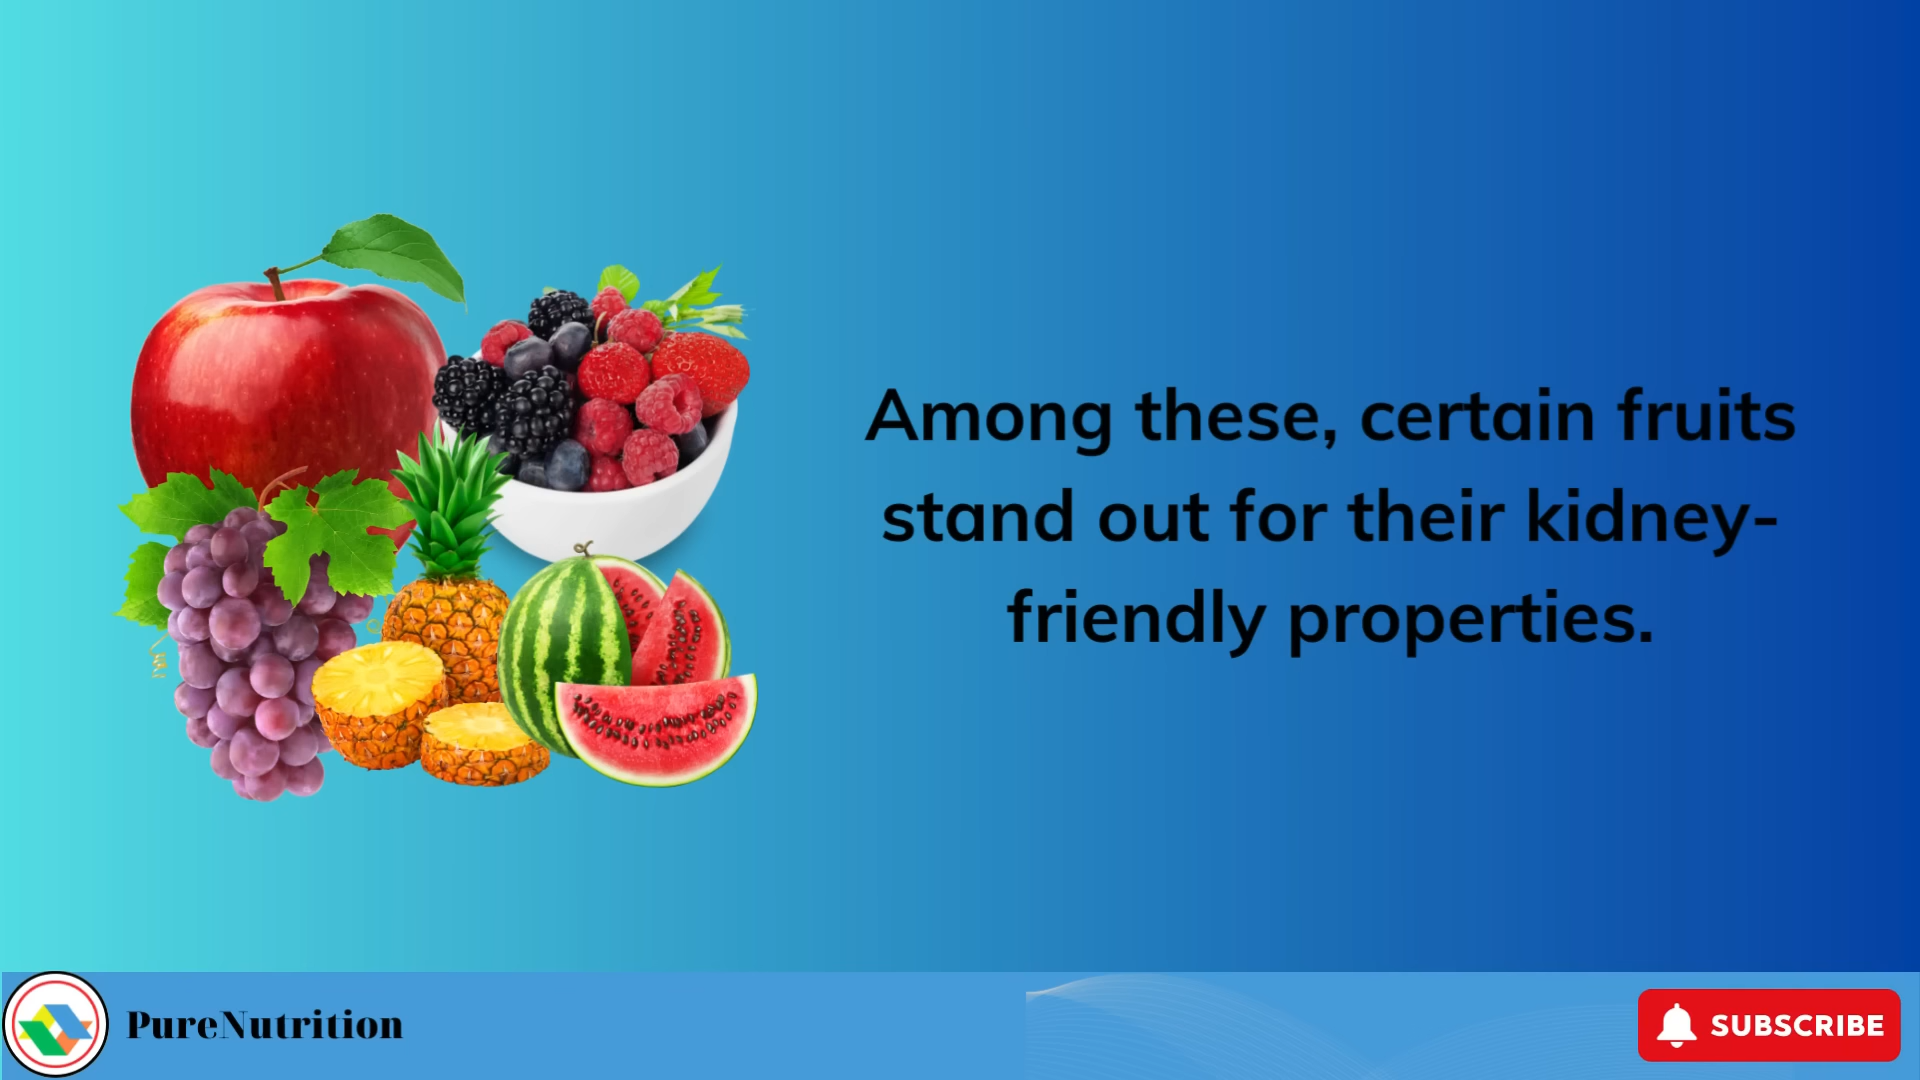 Among these, certain fruits
stand out for their kidney-
friendly properties.
PureNutrition
SUBSCRIBE